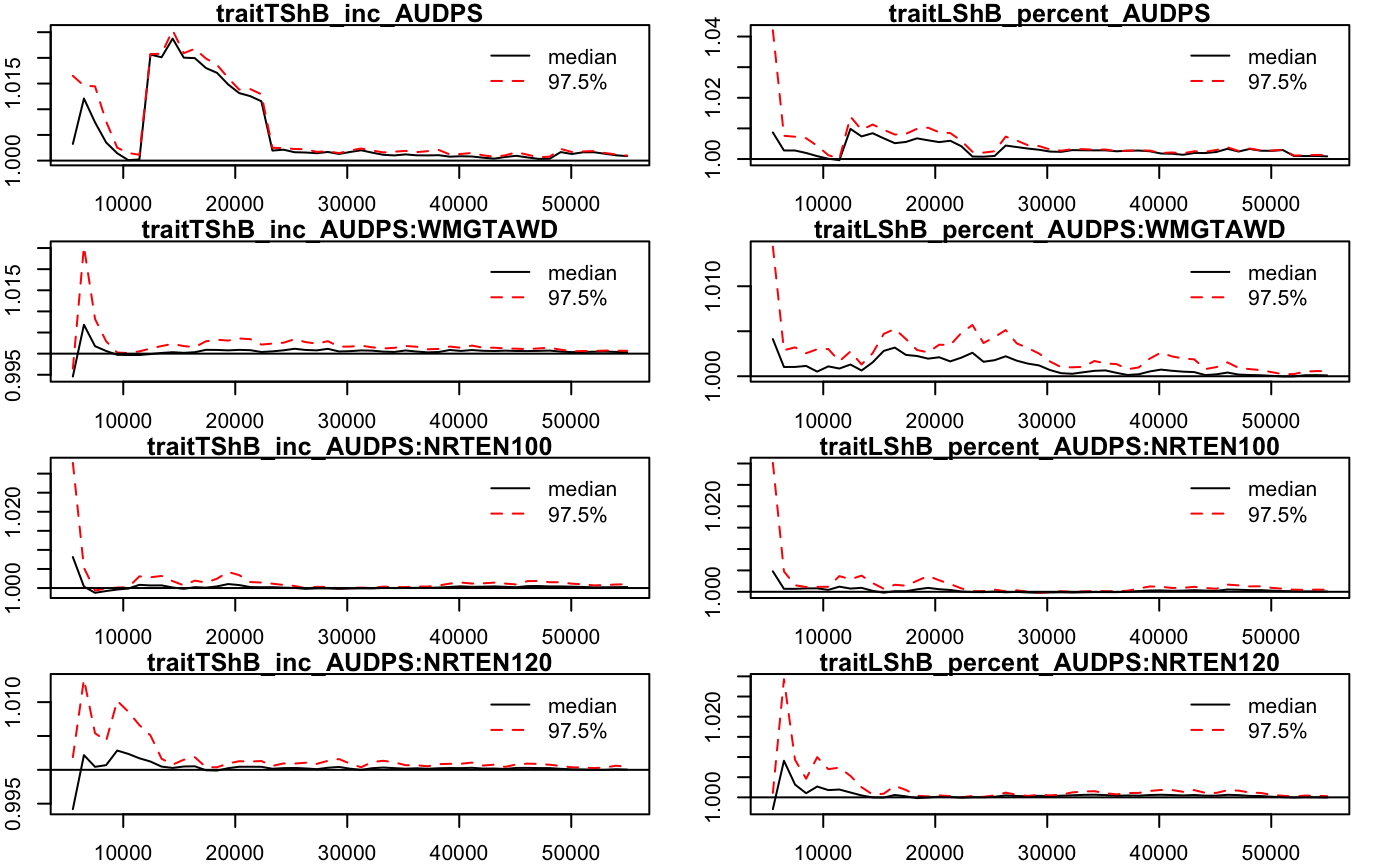 traitTShB_inc_AUDPS
median
97.5%
1.000 1.015
10000 20000 30000 40000 50000
traitLShB_percent_AUDPS
median
97.5%
1.00 1.02 1.04
10000 20000 30000 40000 50000
traitTShB_inc_AUDPS:WMGTAWD
median
97.5%
0.995 1.015
10000 20000 30000 40000 50000
traitLShB_percent_AUDPS:WMGTAWD
median
97.5%
1.000 1.010
10000 20000 30000 40000 50000
traitTShB_inc_AUDPS:NRTEN100
median
97.5%
1.000 1.020
10000 20000 30000 40000 50000
traitLShB_percent_AUDPS:NRTEN100
median
97.5%
1.000 1.020
10000 20000 30000 40000 50000
traitTShB_inc_AUDPS:NRTEN120
median
97.5%
0.995 1.010
10000 20000 30000 40000 50000
traitLShB_percent_AUDPS:NRTEN120
median
97.5%
1.000 1.020
10000 20000 30000 40000 50000